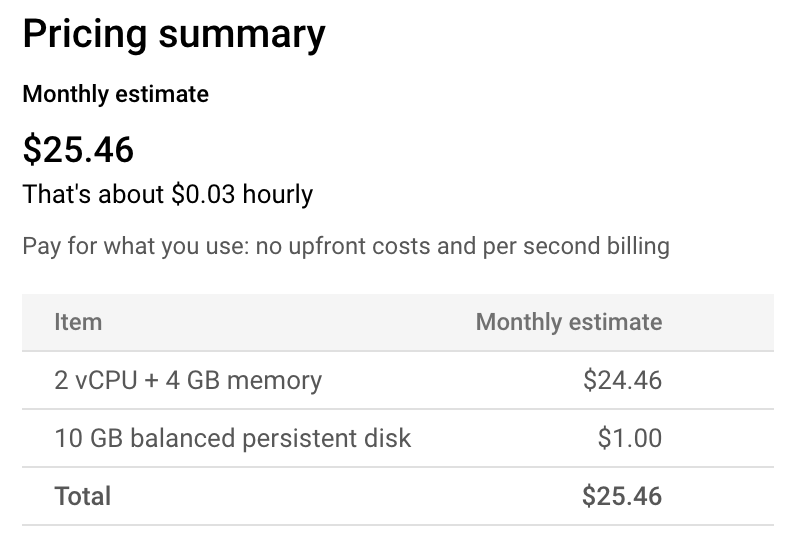 Pricing summary
Monthly estimate
$25.46
That's about $0.03 hourly
Pay for what you use: no upfront costs and per second billing
Item Monthly estimate
2 vCPU + 4 GB memory $24.46
10 GB balanced persistent disk $1.00
Total $25.46